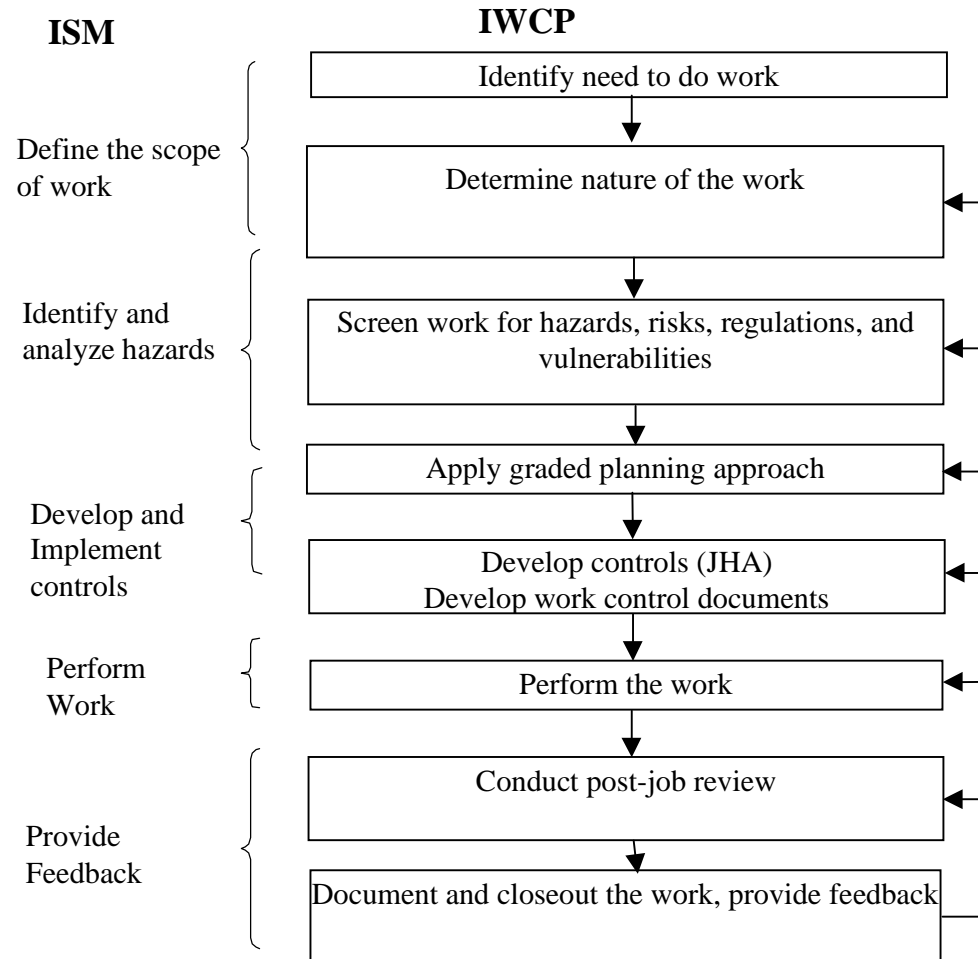 ISM
IWCP
Identify need to do work
Define the scope
of work
Determine nature of the work
Identify and
analyze hazards
Screen work for hazards, risks, regulations, and
vulnerabilities
Apply graded planning approach
Develop and
Implement
controls
Develop controls (JHA)
Develop work control documents
Perform
Work
Perform the work
Conduct post-job review
Provide
Feedback
Document and closeout the work, provide feedback